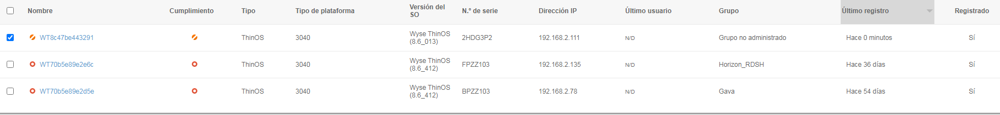 Nombre Cumplimiento Tipo Tipo de plataforma Versión del SO N.º de serie Dirección IP Último usuario Grupo Último registro Registrado
WT8c47be443291 ThinOS 3040 Wyse ThinOS (8.6_013) 2HDG3P2 192.168.2.111 N/D Grupo no administrado Hace 0 minutos Sí
WT70b5e89e2e6c ThinOS 3040 Wyse ThinOS (8.6_412) FPZZ103 192.168.2.135 N/D Horizon_RDSH Hace 36 días Sí
WT70b5e89e2d5e ThinOS 3040 Wyse ThinOS (8.6_412) BPZZ103 192.168.2.78 N/D Gava Hace 54 días Sí